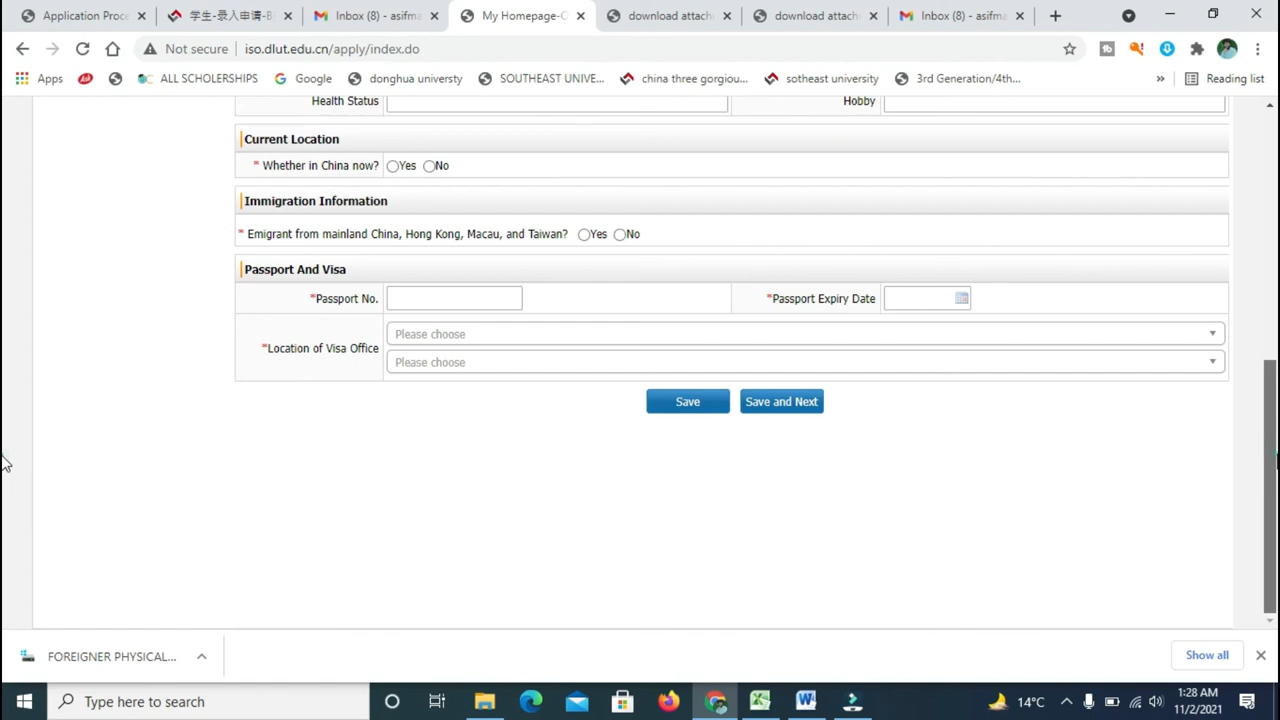 Application Proce
学生-录入申请-B
Inbox (8) - asifma
My Homepage-O
download attach
download attach
Inbox (8) - asifma
Not secure
iso.dlut.edu.cn/apply/index.do
Apps
ALL SCHOLERSHIPS
Google
donghua univeristy
SOUTHEAST UNIVE...
china three gorgou...
sotheast university
3rd Generation/4th...
»
Reading list
Health Status
Hobby
Current Location
* Whether in China now? Yes No
Immigration Information
* Emigrant from mainland China, Hong Kong, Macau, and Taiwan? Yes No
Passport And Visa
*Passport No.
*Passport Expiry Date
*Location of Visa Office
Please choose
Please choose
Save
Save and Next
FOREIGNER PHYSICAL...
Show all
Type here to search
14°C
1:28 AM
11/2/2021